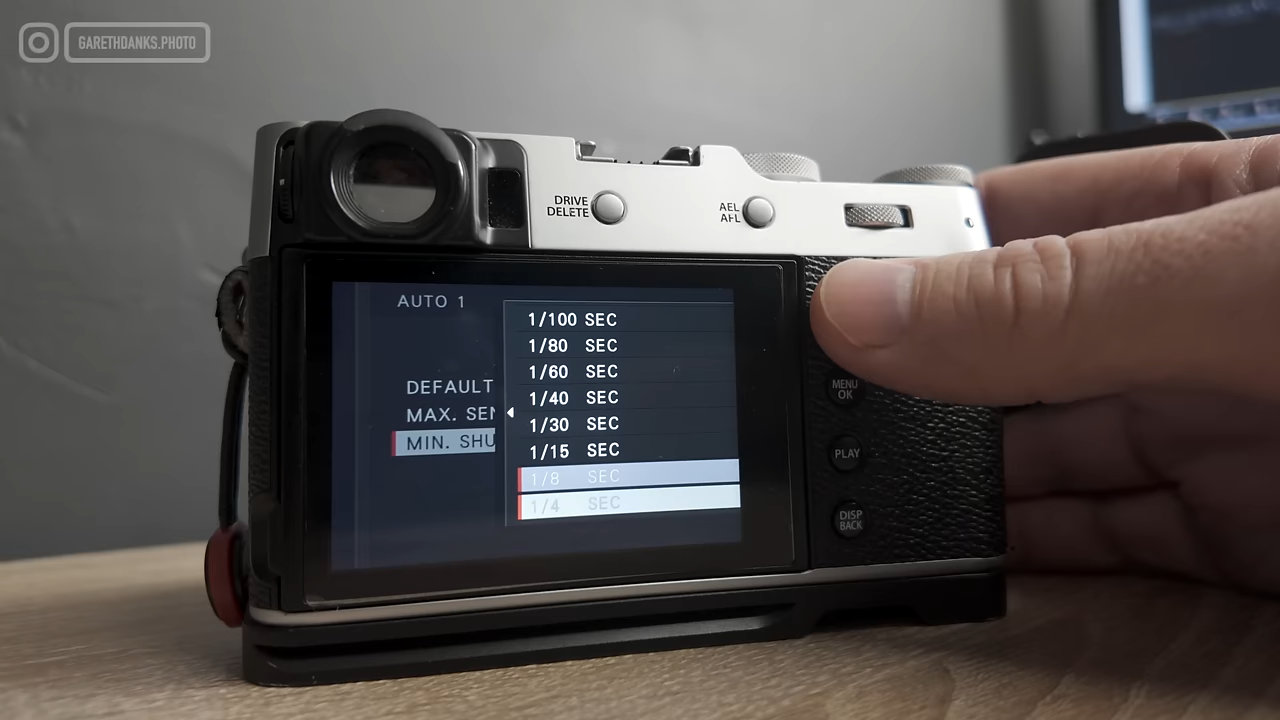 GARETHDANKS.PHOTO
DRIVE
DELETE
AEL
AFL
AUTO 1
DEFAULT
MAX. SEN
MIN. SHU
1/100 SEC
1/80 SEC
1/60 SEC
1/40 SEC
1/30 SEC
1/15 SEC
1/8 SEC
1/4 SEC
MENU
OK
PLAY
DISP
BACK